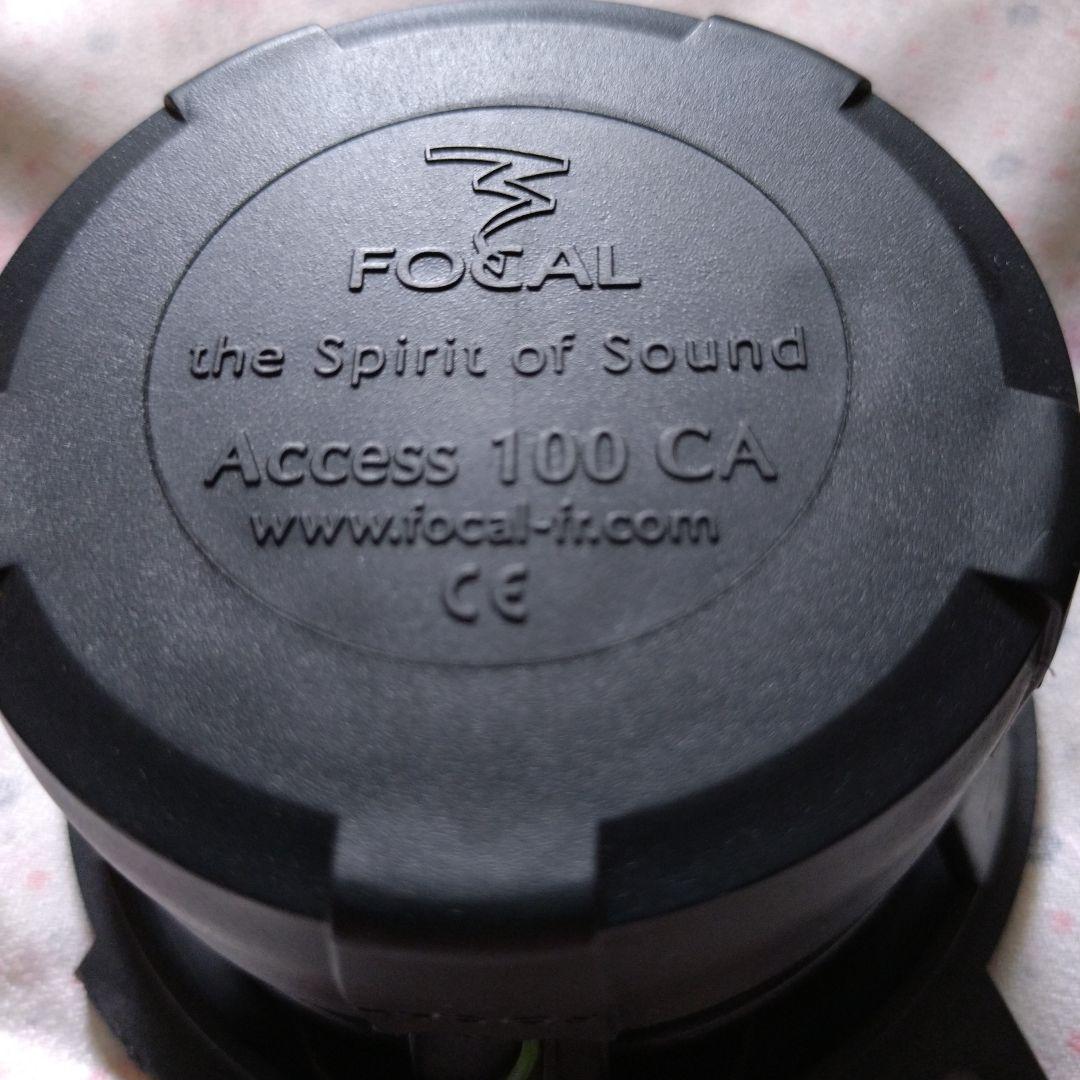 FOCAL
the Spirit of Sound
Access 100 CA
www.focal-fr.com
CE